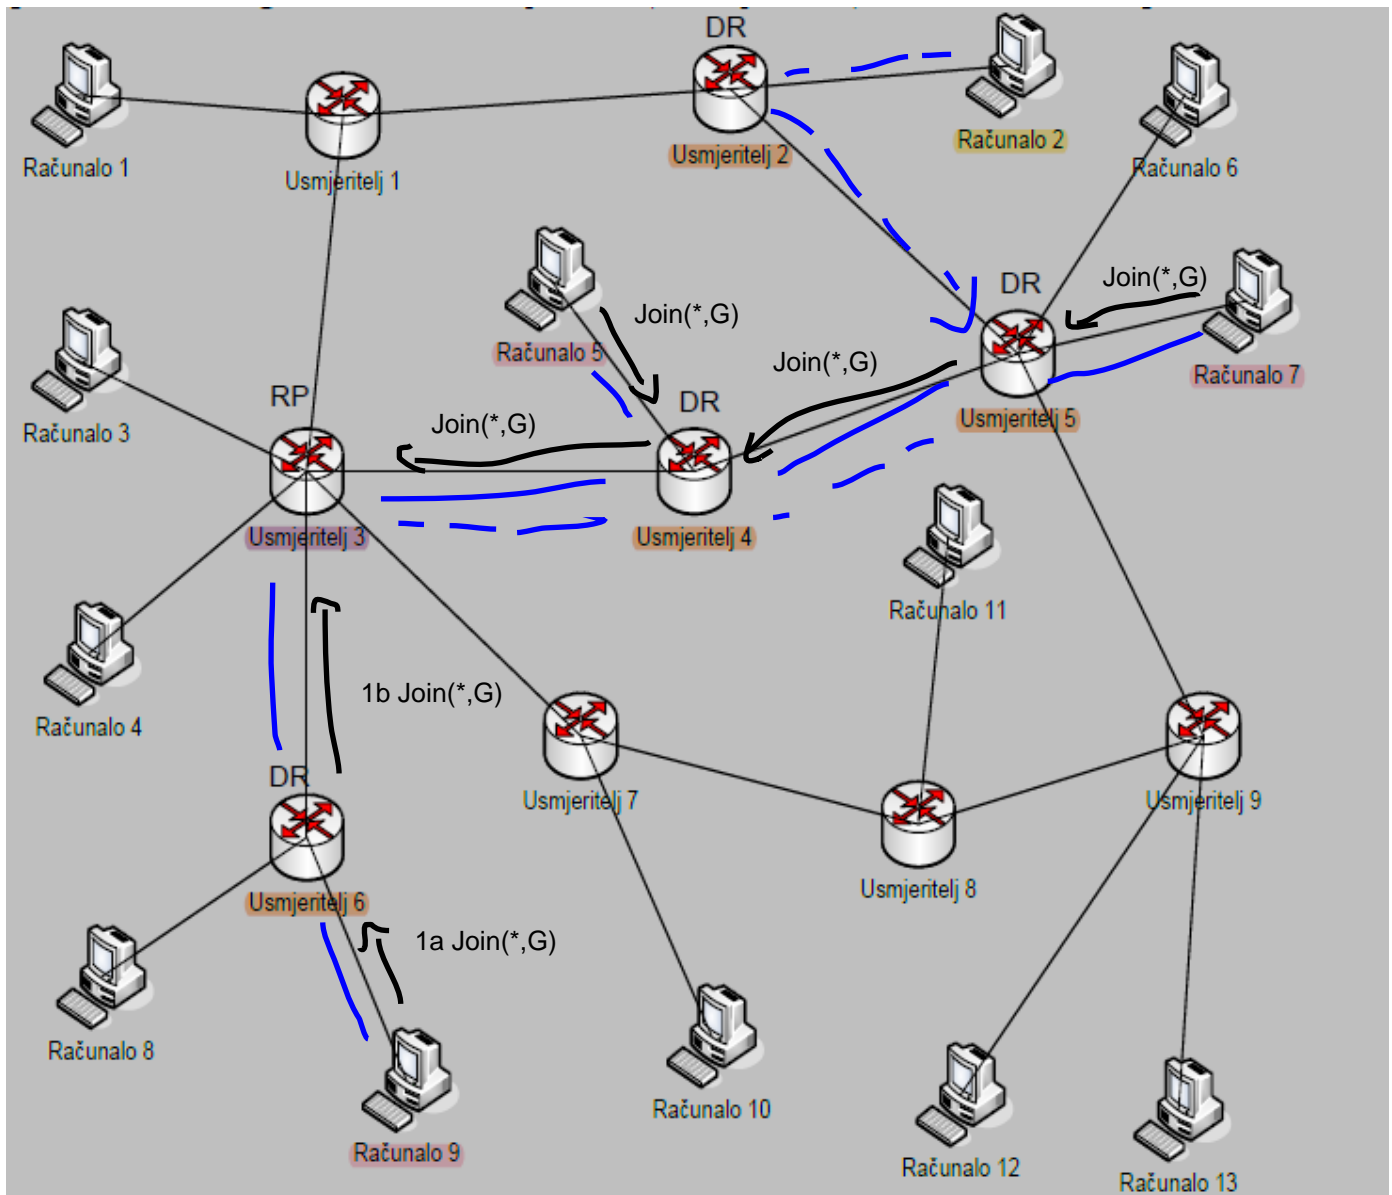 DR
Računalo 1
Usmjeritelj 1
Usmjeritelj 2
Računalo 2
Računalo 6
DR
Join(*,G)
Join(*,G)
Računalo 5
Join(*,G)
Računalo 7
RP
DR
Usmjeritelj 5
Računalo 3
Join(*,G)
Usmjeritelj 3
Usmjeritelj 4
Računalo 11
1b Join(*,G)
Računalo 4
DR
Usmjeritelj 7
Usmjeritelj 9
Usmjeritelj 8
Usmjeritelj 6
1a Join(*,G)
Računalo 8
Računalo 10
Računalo 9
Računalo 12
Računalo 13